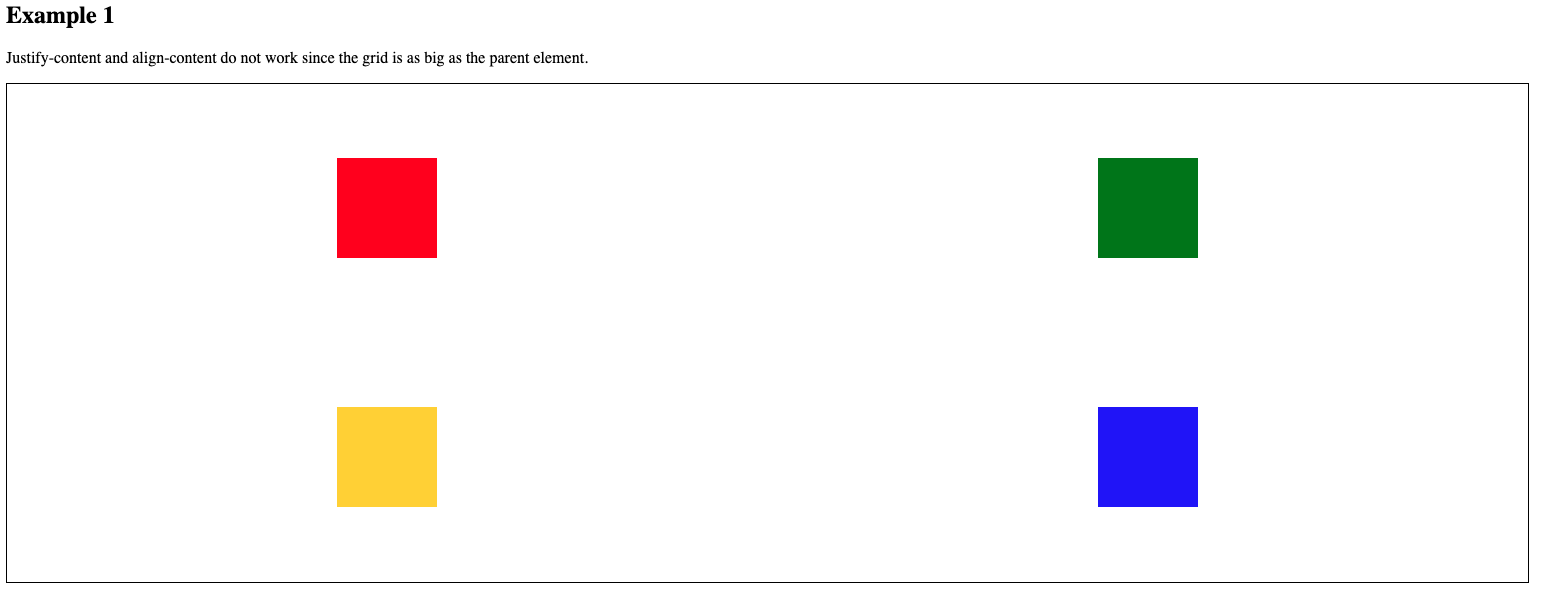 Example 1
Justify-content and align-content do not work since the grid is as big as the parent element.